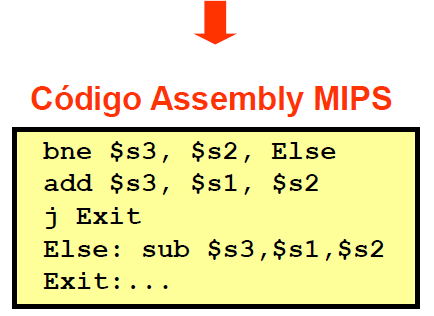 Código Assembly MIPS
bne $s3, $s2, Else
add $s3, $s1, $s2
j Exit
Else: sub $s3,$s1,$s2
Exit:...